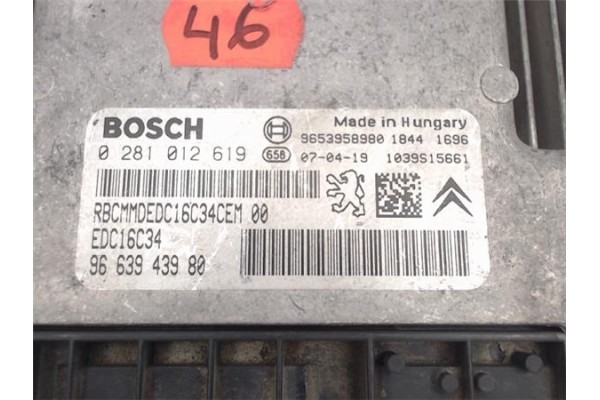 46
BOSCH
Made in Hungary
9653958980 1844 1696
0 281 012 619 658 07-04-19 1039S15661
RBCMMDEDC16C34CEM 00
EDC16C34
96 639 439 80